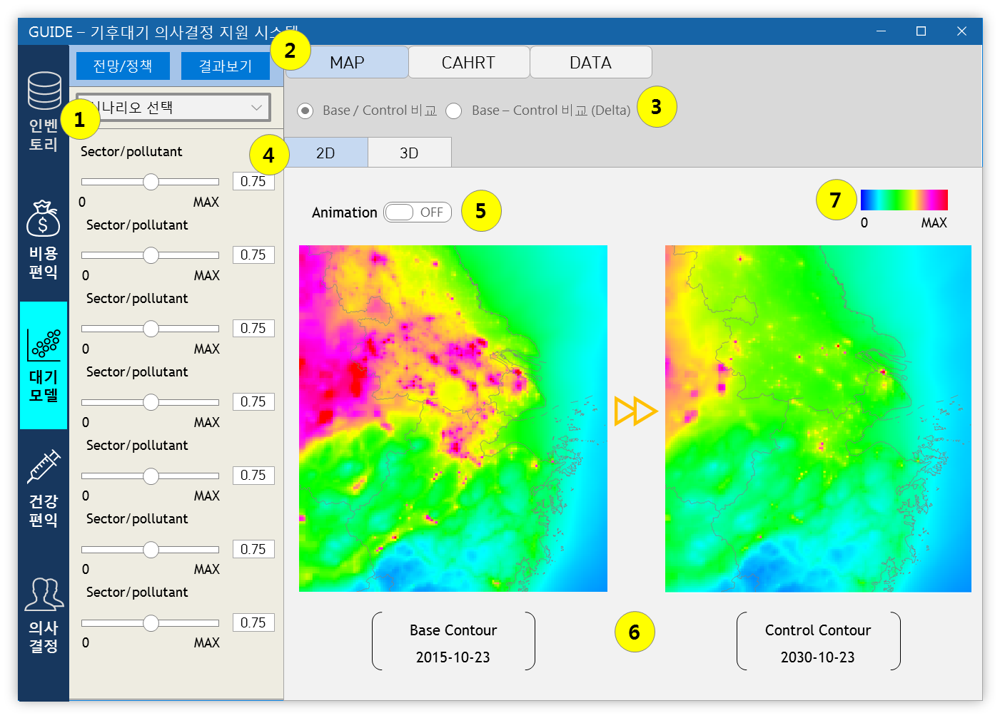 GUIDE – 기후대기 의사결정 지원 시스템
전망/정책
결과보기
2
MAP
CAHRT
DATA
시나리오 선택
1
Base / Control 비교
Base – Control 비교 (Delta)
3
인벤
토리
비용
편익
대기
모델
건강
편익
의사
결정
Sector/pollutant
0.75
0
MAX
Sector/pollutant
0.75
0
MAX
Sector/pollutant
0.75
0
MAX
Sector/pollutant
0.75
0
MAX
Sector/pollutant
0.75
0
MAX
Sector/pollutant
0.75
0
MAX
Sector/pollutant
0.75
0
MAX
4
2D
3D
Animation
OFF
5
7
0
MAX
Base Contour
2015-10-23
6
Control Contour
2030-10-23